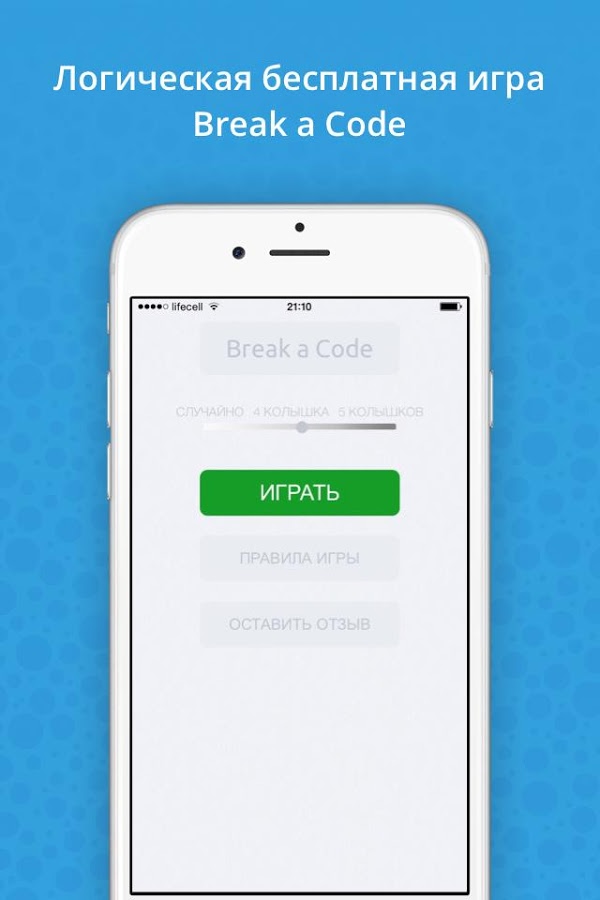 Логическая бесплатная игра
Break a Code
lifecell 21:10
Break a Code
СЛУЧАЙНО 4 КОЛЫШКА 5 КОЛЫШКОВ
ИГРАТЬ
ПРАВИЛА ИГРЫ
ОСТАВИТЬ ОТЗЫВ